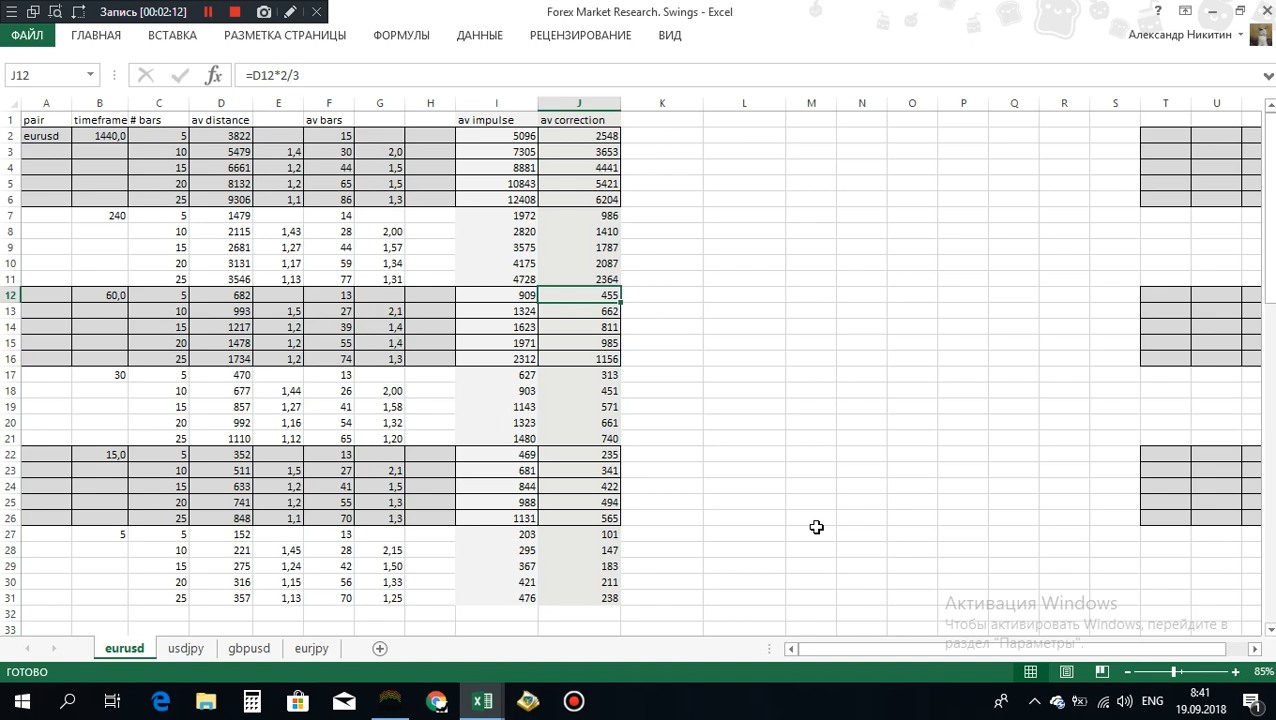 Запись [00:02:12]
Forex Market Research. Swings - Excel
?
ФАЙЛ ГЛАВНАЯ ВСТАВКА РАЗМЕТКА СТРАНИЦЫ ФОРМУЛЫ ДАННЫЕ РЕЦЕНЗИРОВАНИЕ ВИД Александр Никитин
J12 fx =D12*2/3
A B C D E F G H I J K L M N O P Q R S T U
1 pair timeframe # bars av distance av bars av impulse av correction
2 eurusd 1440,0 5 3822 15 5096 2548
3 10 5479 1,4 30 2,0 7305 3653
4 15 6661 1,2 44 1,5 8881 4441
5 20 8132 1,2 65 1,5 10843 5421
6 25 9306 1,1 86 1,3 12408 6204
7 240 5 1479 14 1972 986
8 10 2115 1,43 28 2,00 2820 1410
9 15 2681 1,27 44 1,57 3575 1787
10 20 3131 1,17 59 1,34 4175 2087
11 25 3546 1,13 77 1,31 4728 2364
12 60,0 5 682 13 909 455
13 10 993 1,5 27 2,1 1324 662
14 15 1217 1,2 39 1,4 1623 811
15 20 1478 1,2 55 1,4 1971 985
16 25 1734 1,2 74 1,3 2312 1156
17 30 5 470 13 627 313
18 10 677 1,44 26 2,00 903 451
19 15 857 1,27 41 1,58 1143 571
20 20 992 1,16 54 1,32 1323 661
21 25 1110 1,12 65 1,20 1480 740
22 15,0 5 352 13 469 235
23 10 511 1,5 27 2,1 681 341
24 15 633 1,2 41 1,5 844 422
25 20 741 1,2 55 1,3 988 494
26 25 848 1,1 70 1,3 1131 565
27 5 5 152 13 203 101
28 10 221 1,45 28 2,15 295 147
29 15 275 1,24 42 1,50 367 183
30 20 316 1,15 56 1,33 421 211
31 25 357 1,13 70 1,25 476 238
32
33
Активация Windows
Чтобы активировать Windows, перейдите в
раздел "Параметры".
eurusd usdjpy gbpusd eurjpy
ГОТОВО 85%
ENG 8:41
19.09.2018 1